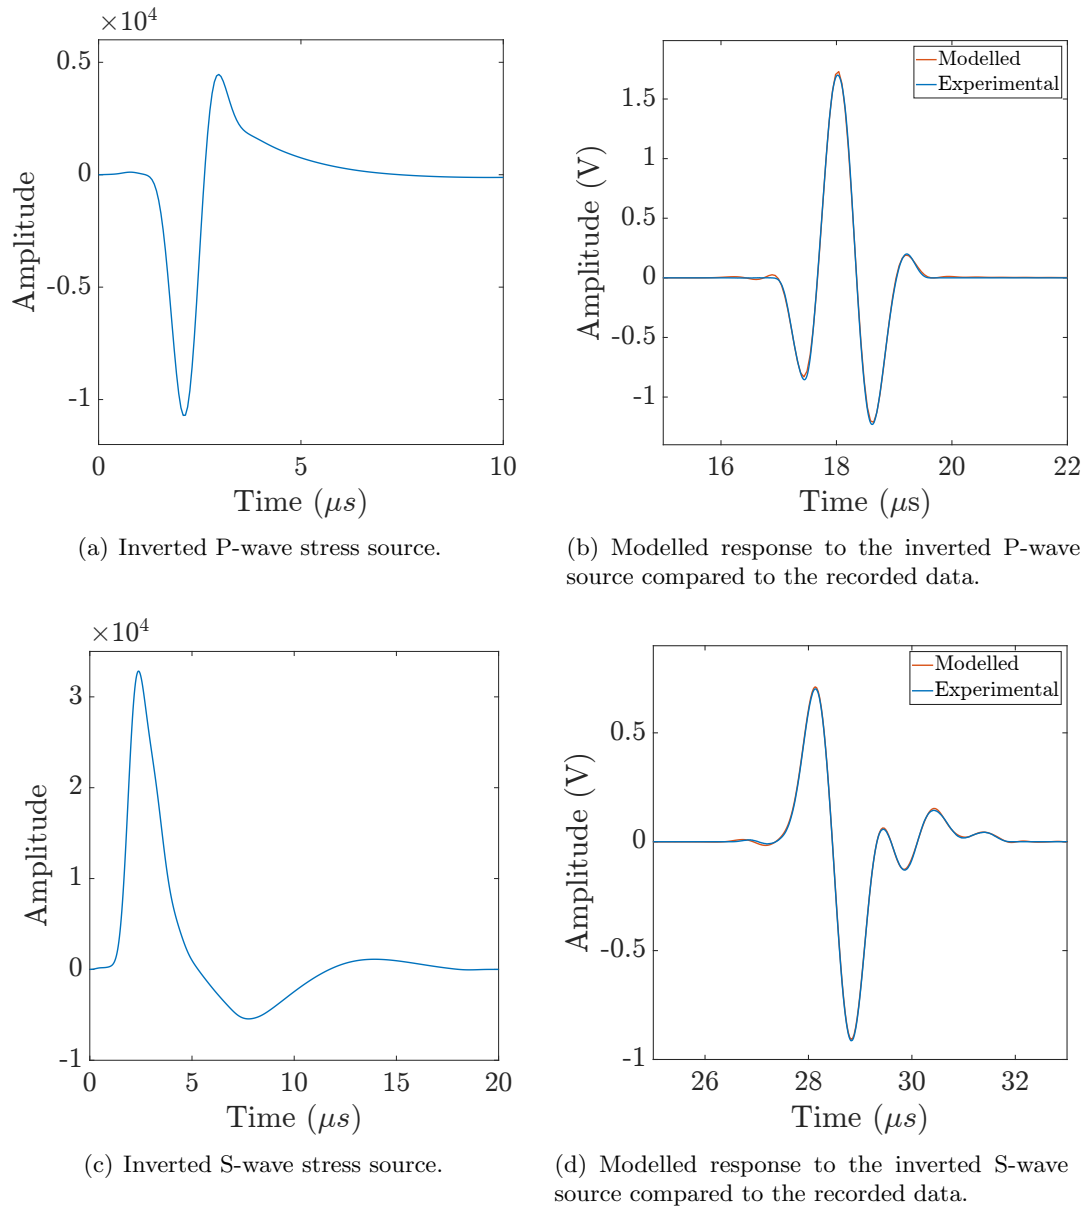 ×10⁴
0.5
0
-0.5
-1
Amplitude
0
5
10
Time (μs)
(a) Inverted P-wave stress source.
Modelled
Experimental
1.5
1
0.5
0
-0.5
-1
Amplitude (V)
16
18
20
22
Time (μs)
(b) Modelled response to the inverted P-wave
source compared to the recorded data.
×10⁴
3
2
1
0
-1
Amplitude
0
5
10
15
20
Time (μs)
(c) Inverted S-wave stress source.
Modelled
Experimental
0.5
0
-0.5
-1
Amplitude (V)
26
28
30
32
Time (μs)
(d) Modelled response to the inverted S-wave
source compared to the recorded data.